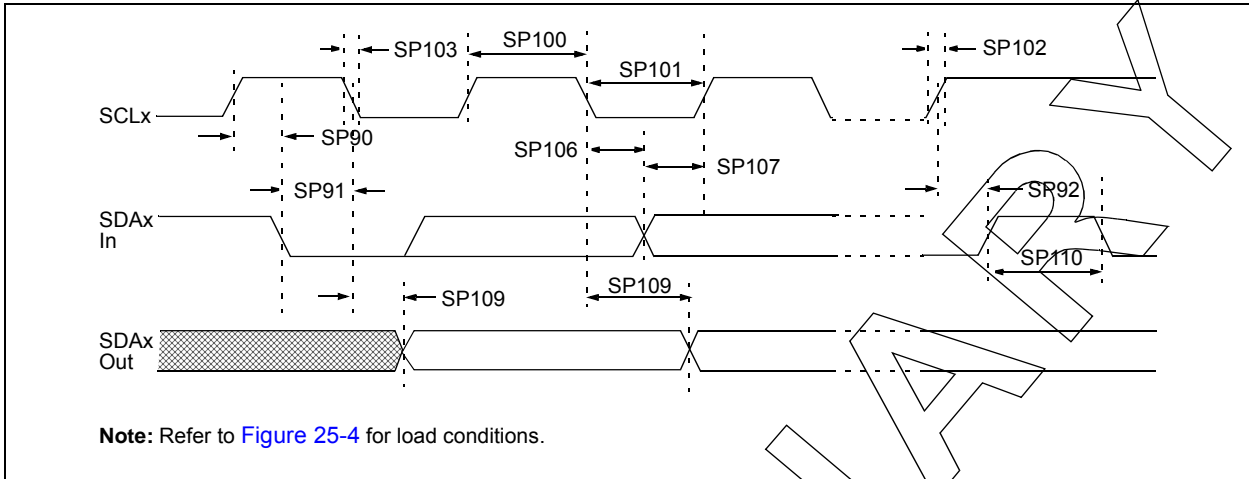 SP103
SP100
SP102
SP101
SCLx
SP90
SP106
SP107
SP91
SP92
SDAx
In
SP110
SP109
SP109
SDAx
Out
Note: Refer to Figure 25-4 for load conditions.
I A R Y